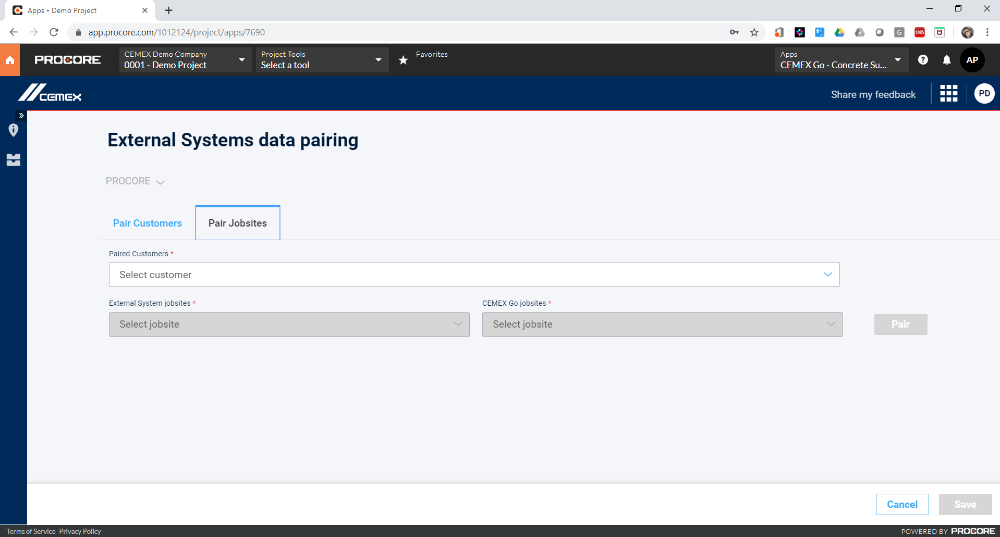 Apps • Demo Project
app.procore.com/1012124/project/apps/7690
G
CORS
PROCORE
CEMEX Demo Company
0001 - Demo Project
Project Tools
Select a tool
Favorites
Apps
CEMEX Go - Concrete Su...
?
AP
CEMEX
Share my feedback
PD
External Systems data pairing
PROCORE
Pair Customers
Pair Jobsites
Paired Customers *
Select customer
External System jobsites *
CEMEX Go jobsites *
Select jobsite
Select jobsite
Pair
Cancel
Save
Terms of Service Privacy Policy
POWERED BY PROCORE